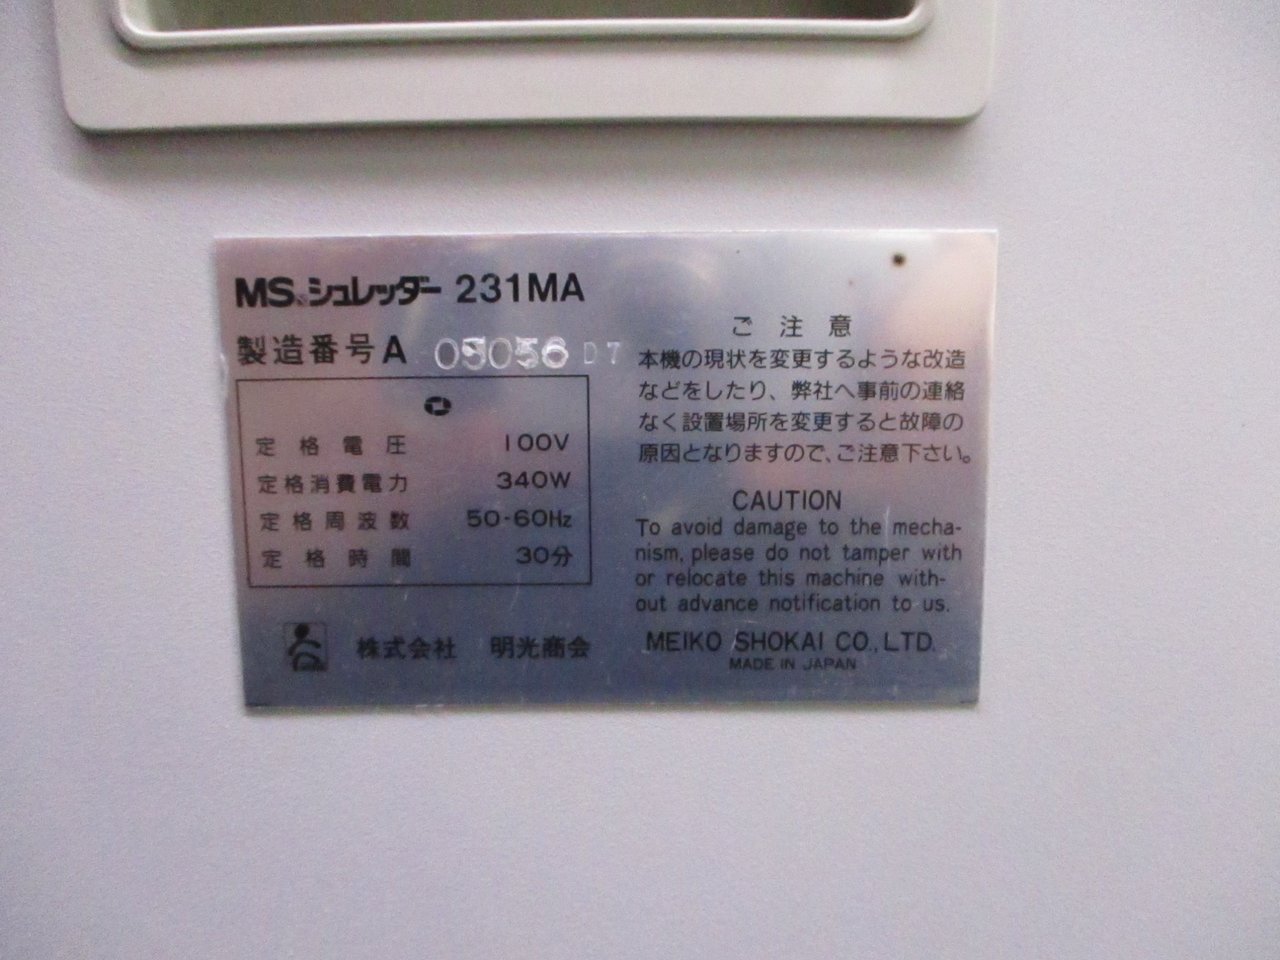 MS.シュレッダー 231MA
製造番号 A 05056 D7
定格電圧 100V
定格消費電力 340W
定格周波数 50-60Hz
定格時間 30分
株式会社 明光商会
ご注意
本機の現状を変更するような改造
などをしたり、弊社へ事前の連絡
なく設置場所を変更すると故障の
原因となりますので、ご注意下さい。
CAUTION
To avoid damage to the mecha-
nism, please do not tamper with
or relocate this machine with-
out advance notification to us.
MEIKO SHOKAI CO., LTD.
MADE IN JAPAN